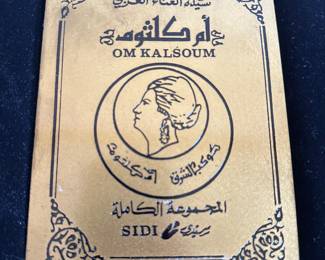 سيدة الغناء العربي
أم كلثوم
OM KALSOUM
كوكب الشرق أم كلثوم
المجموعة الكاملة
SIDI سيدي